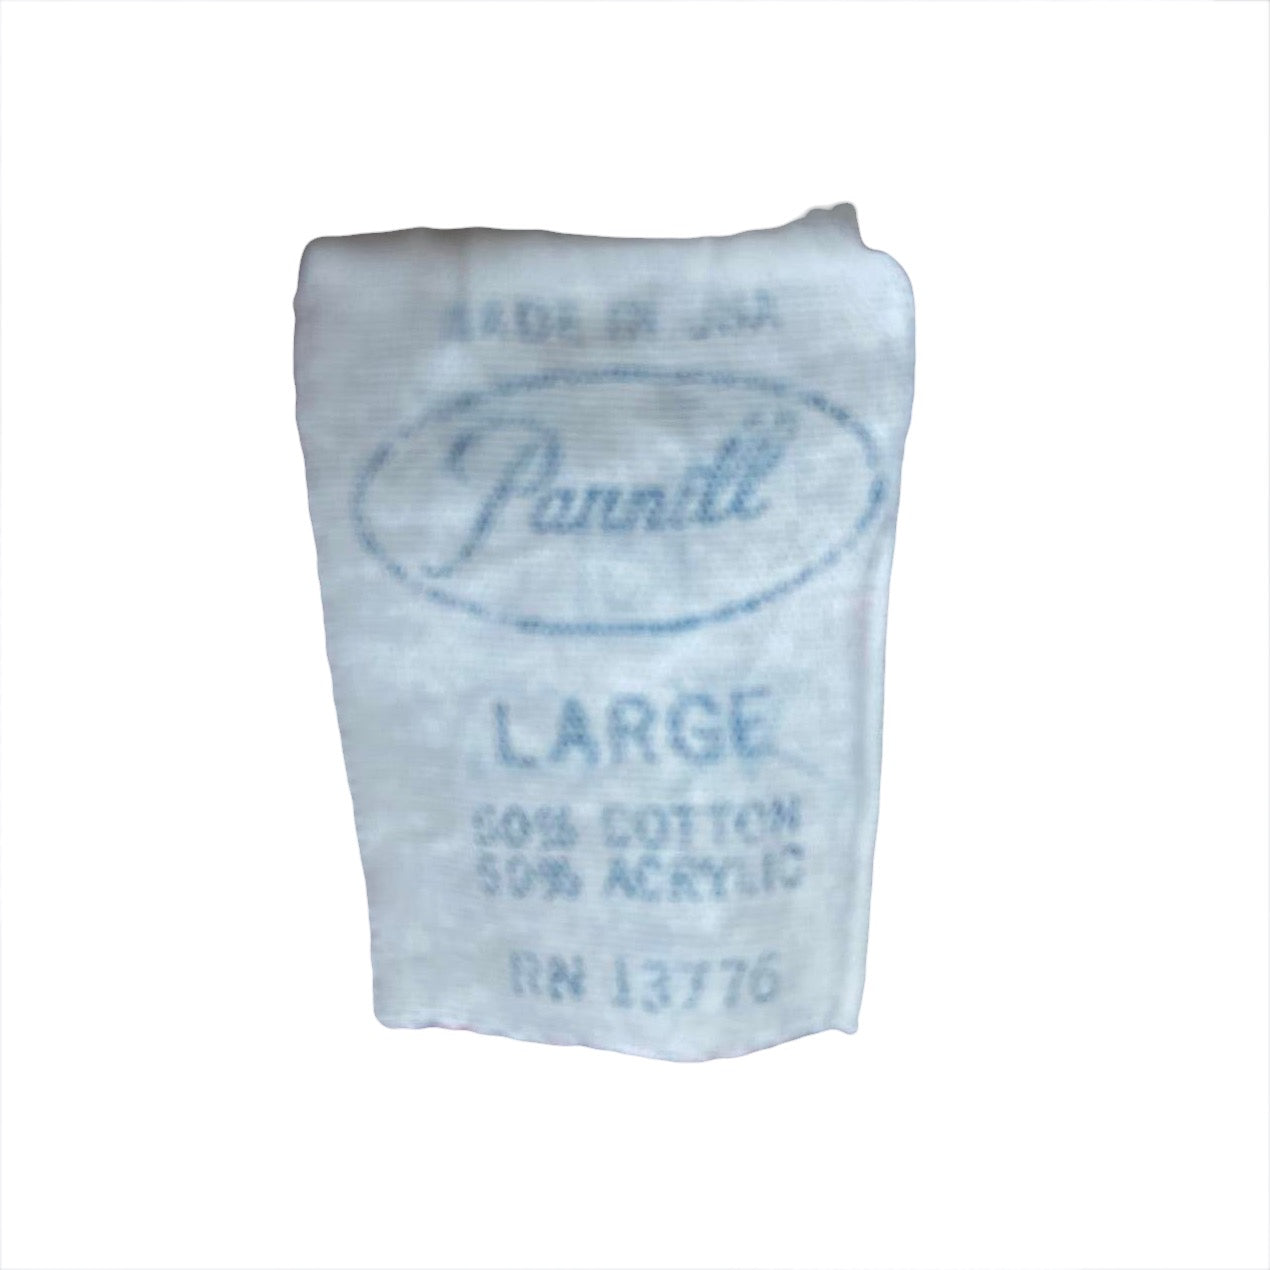 MADE IN USA
Pannill
LARGE
50% COTTON
50% ACRYLIC
RN 13776